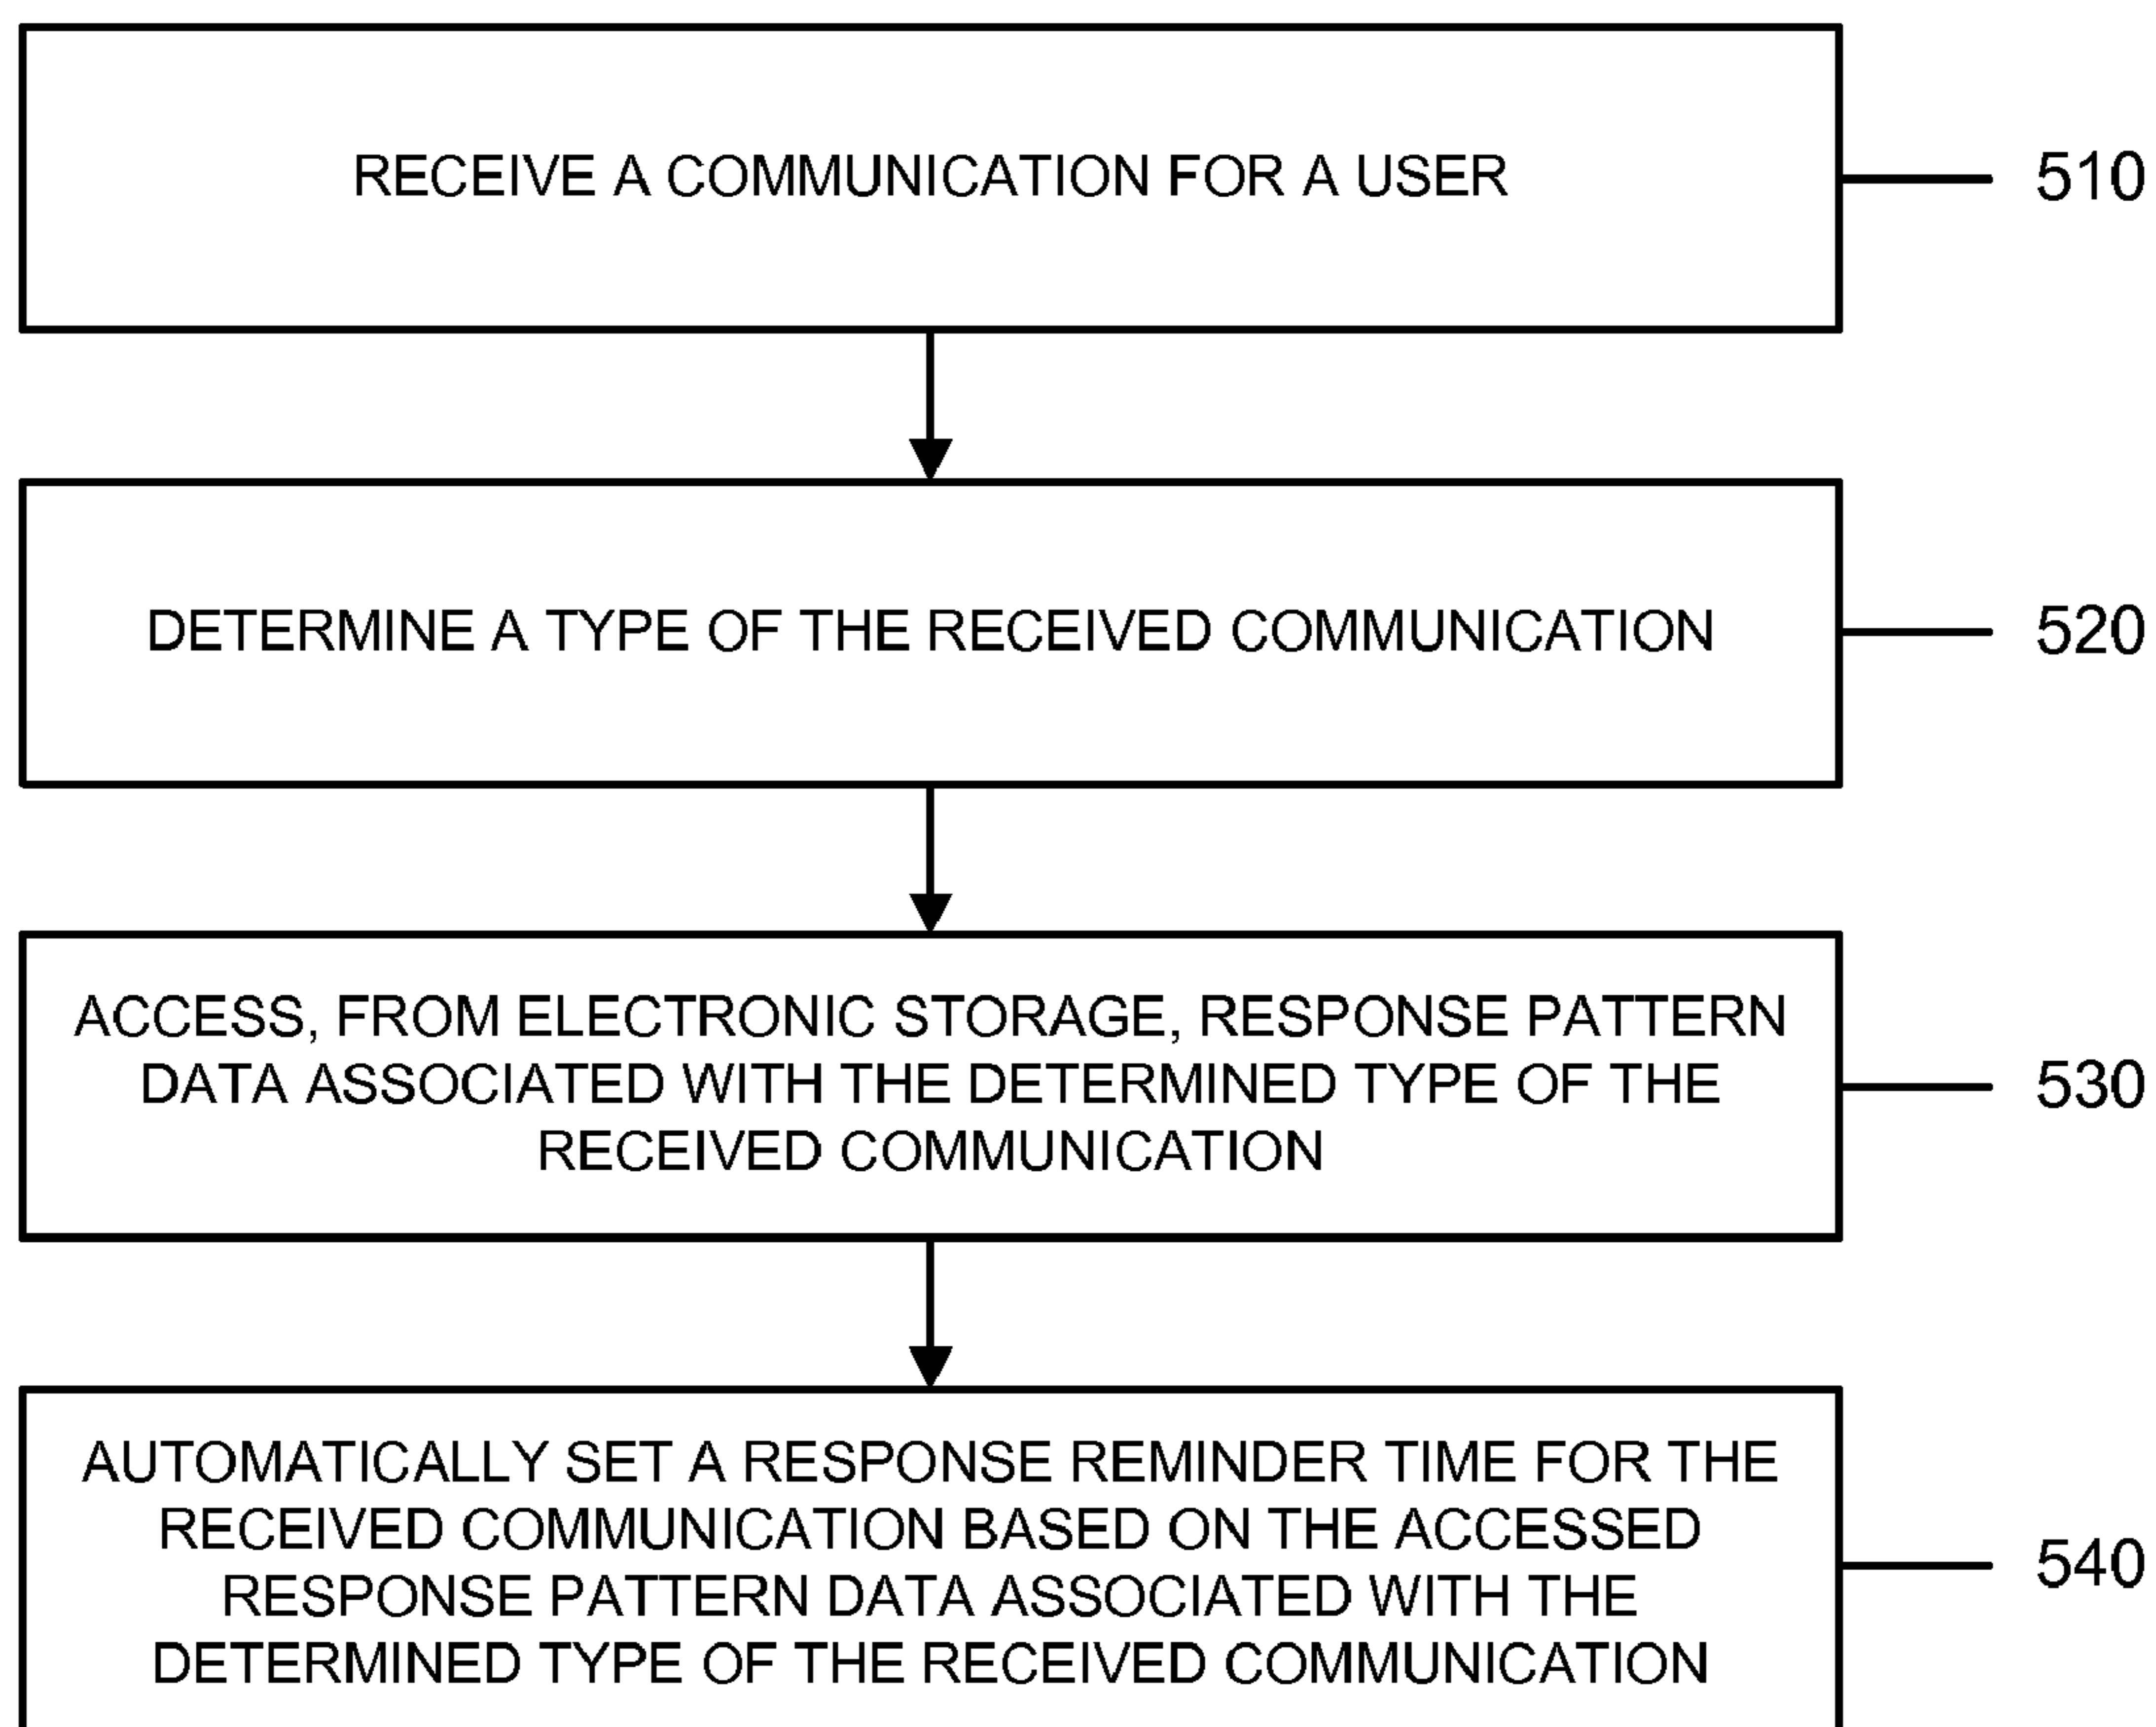 RECEIVE A COMMUNICATION FOR A USER
510
DETERMINE A TYPE OF THE RECEIVED COMMUNICATION
520
ACCESS, FROM ELECTRONIC STORAGE, RESPONSE PATTERN
DATA ASSOCIATED WITH THE DETERMINED TYPE OF THE
RECEIVED COMMUNICATION
530
AUTOMATICALLY SET A RESPONSE REMINDER TIME FOR THE
RECEIVED COMMUNICATION BASED ON THE ACCESSED
RESPONSE PATTERN DATA ASSOCIATED WITH THE
DETERMINED TYPE OF THE RECEIVED COMMUNICATION
540